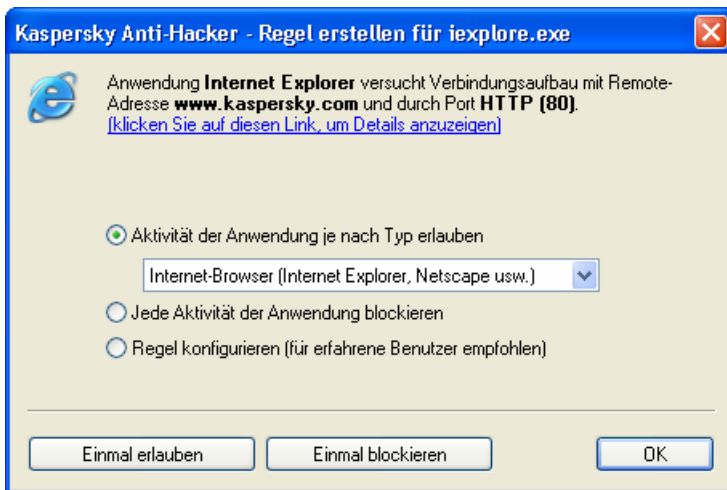 Kaspersky Anti-Hacker - Regel erstellen für iexplore.exe
Anwendung Internet Explorer versucht Verbindungsaufbau mit Remote-
Adresse www.kaspersky.com und durch Port HTTP (80).
(klicken Sie auf diesen Link, um Details anzuzeigen)
Aktivität der Anwendung je nach Typ erlauben
Internet-Browser (Internet Explorer, Netscape usw.)
Jede Aktivität der Anwendung blockieren
Regel konfigurieren (für erfahrene Benutzer empfohlen)
Einmal erlauben
Einmal blockieren
OK